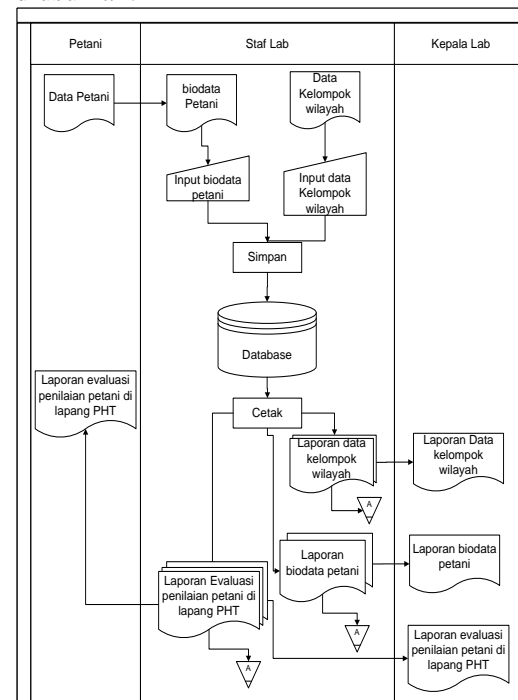 Petani
Staf Lab
Kepala Lab
Data Petani
biodata
Petani
Data
Kelompok
wilayah
Input biodata
petani
Input data
Kelompok
wilayah
Simpan
Database
Laporan evaluasi
penilaian petani di
lapang PHT
Cetak
Laporan data
kelompok
wilayah
Laporan Data
kelompok
wilayah
A
Laporan
biodata petani
Laporan biodata
petani
Laporan Evaluasi
penilaian petani di
lapang PHT
A
Laporan evaluasi
penilaian petani di
lapang PHT
A